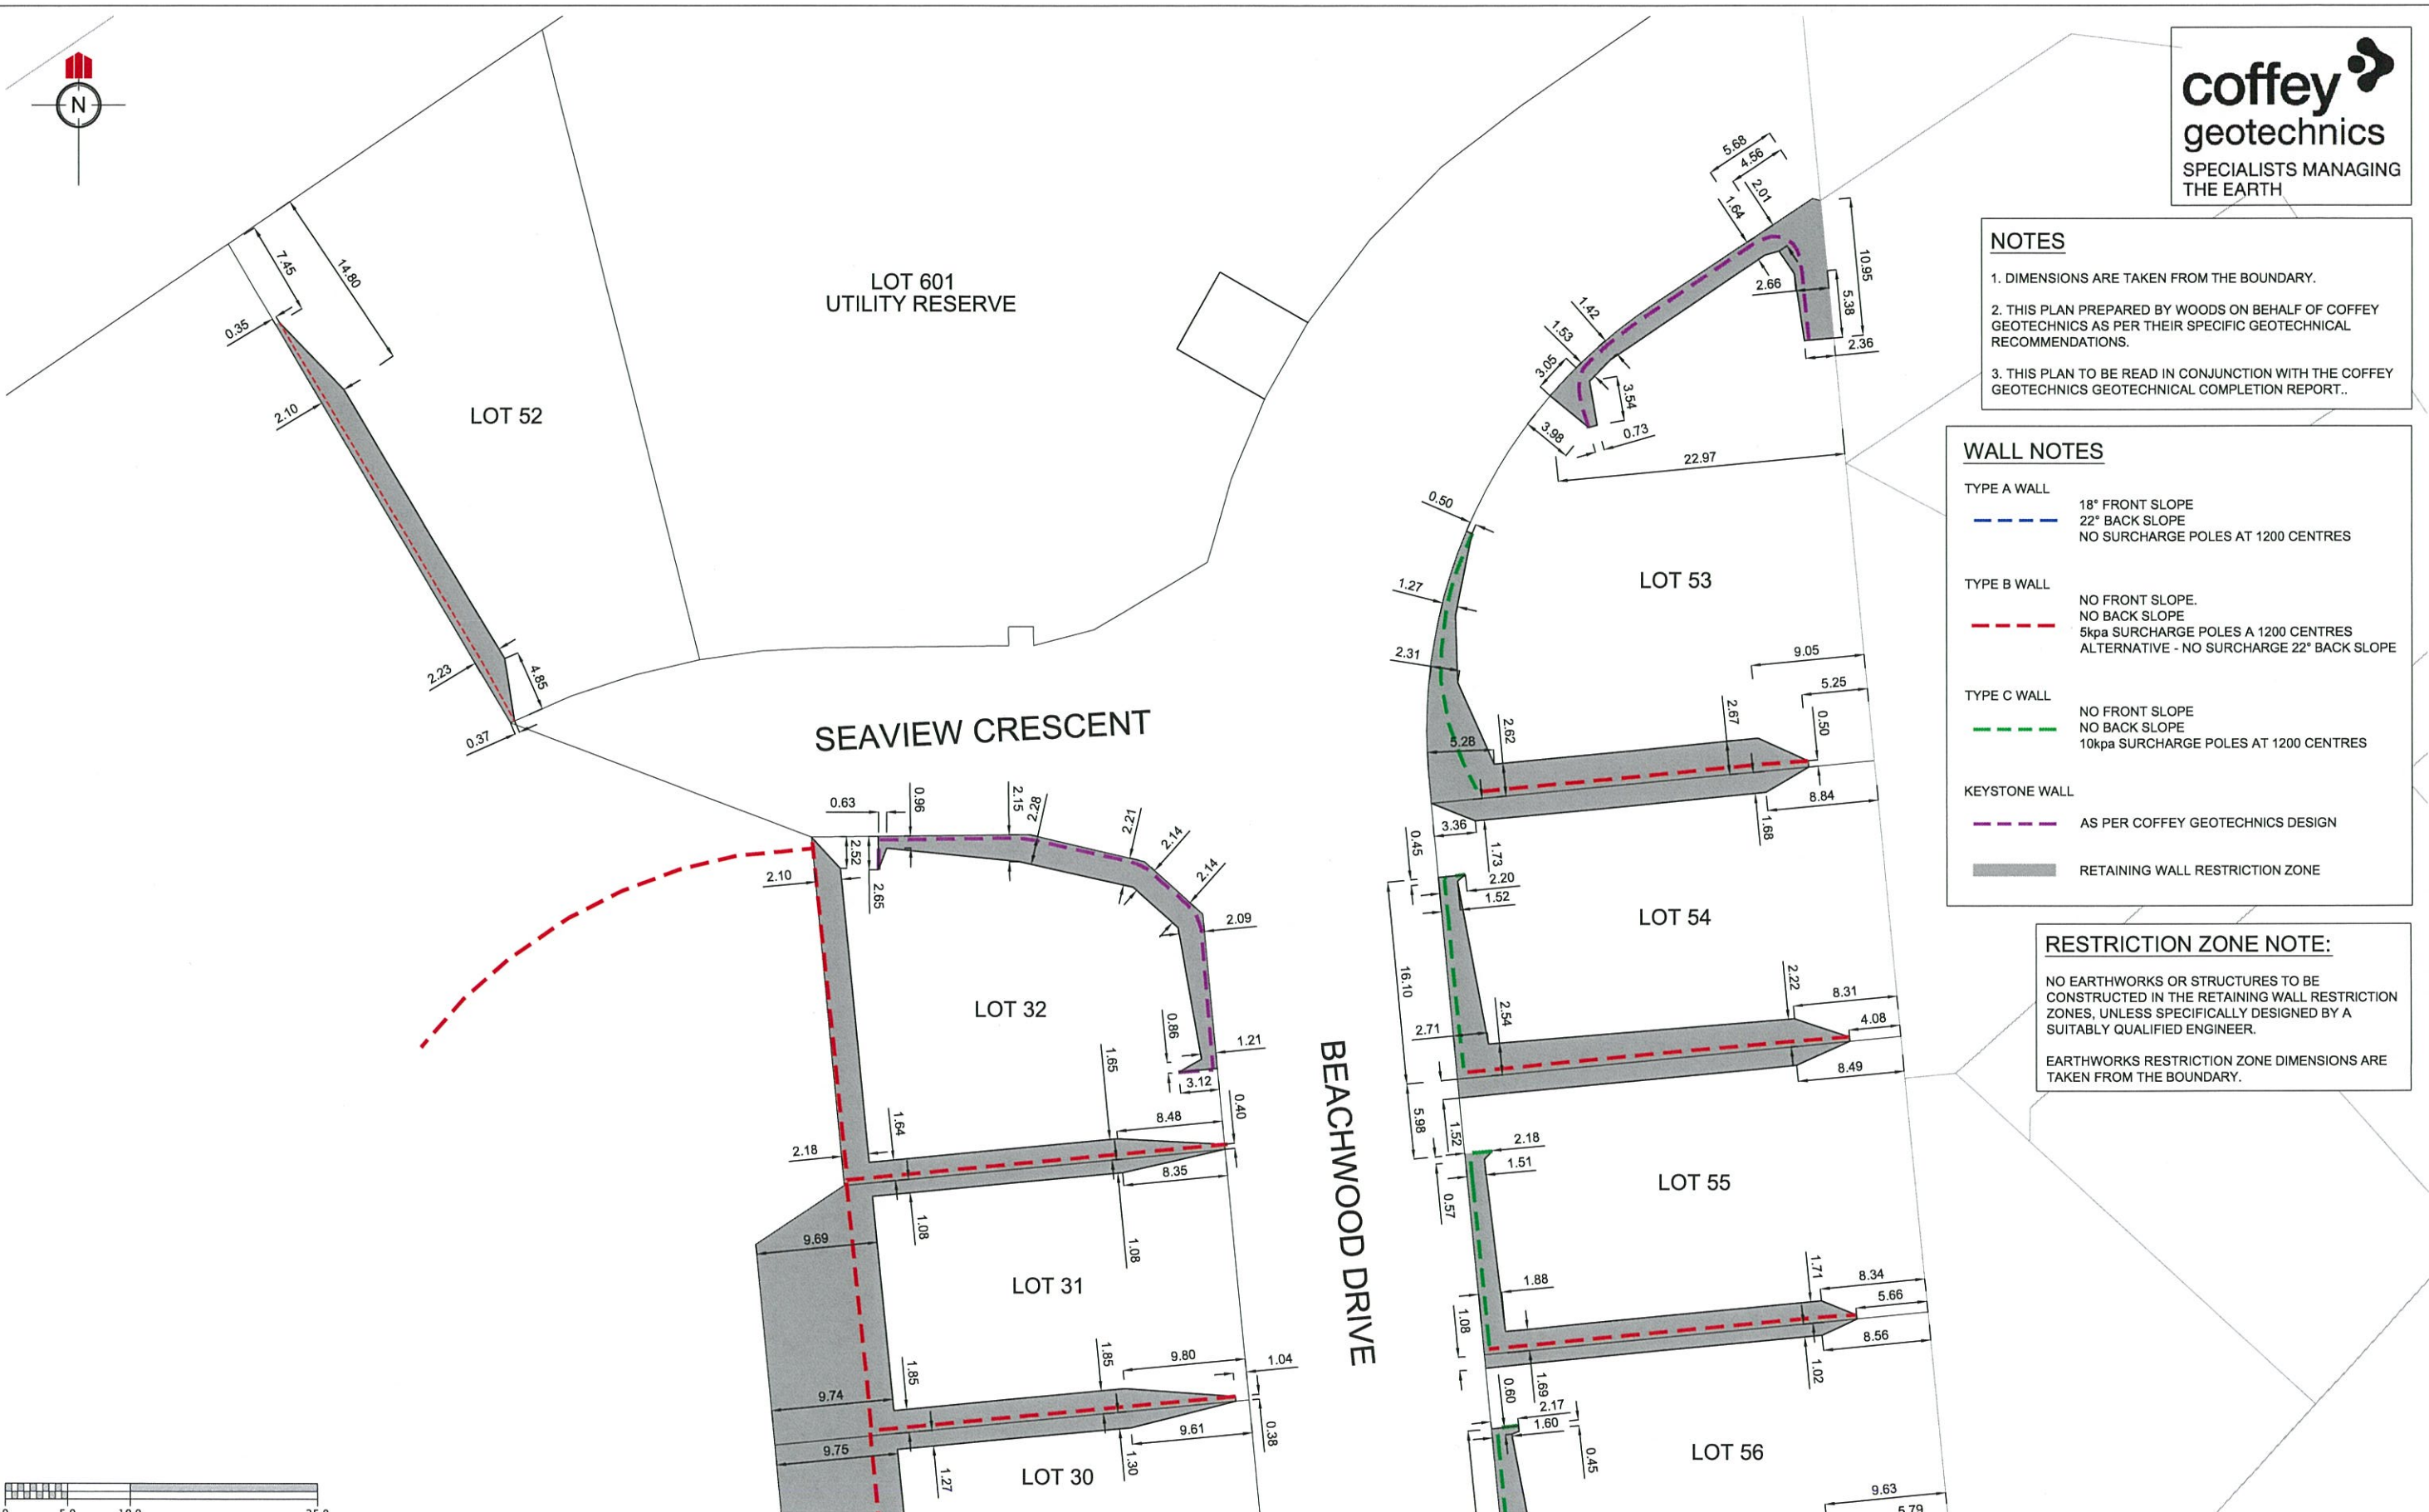 N
coffey
geotechnics
SPECIALISTS MANAGING
THE EARTH
NOTES
1. DIMENSIONS ARE TAKEN FROM THE BOUNDARY.
2. THIS PLAN PREPARED BY WOODS ON BEHALF OF COFFEY
GEOTECHNICS AS PER THEIR SPECIFIC GEOTECHNICAL
RECOMMENDATIONS.
3. THIS PLAN TO BE READ IN CONJUNCTION WITH THE COFFEY
GEOTECHNICS GEOTECHNICAL COMPLETION REPORT..
WALL NOTES
TYPE A WALL
18° FRONT SLOPE
22° BACK SLOPE
NO SURCHARGE POLES AT 1200 CENTRES
TYPE B WALL
NO FRONT SLOPE.
NO BACK SLOPE
5kpa SURCHARGE POLES A 1200 CENTRES
ALTERNATIVE - NO SURCHARGE 22° BACK SLOPE
TYPE C WALL
NO FRONT SLOPE
NO BACK SLOPE
10kpa SURCHARGE POLES AT 1200 CENTRES
KEYSTONE WALL
AS PER COFFEY GEOTECHNICS DESIGN
RETAINING WALL RESTRICTION ZONE
RESTRICTION ZONE NOTE:
NO EARTHWORKS OR STRUCTURES TO BE
CONSTRUCTED IN THE RETAINING WALL RESTRICTION
ZONES, UNLESS SPECIFICALLY DESIGNED BY A
SUITABLY QUALIFIED ENGINEER.
EARTHWORKS RESTRICTION ZONE DIMENSIONS ARE
TAKEN FROM THE BOUNDARY.
LOT 601
UTILITY RESERVE
LOT 52
7.45
14.80
0.35
2.10
2.23
4.85
0.37
SEAVIEW CRESCENT
BEACHWOOD DRIVE
5.68
4.56
2.01
1.64
10.95
2.66
5.38
2.36
1.42
1.53
3.05
3.54
3.98
0.73
22.97
0.50
LOT 53
1.27
2.31
9.05
5.25
2.67
0.50
2.62
5.28
8.84
3.36
1.68
1.73
0.45
2.20
1.52
LOT 54
16.10
2.22
8.31
2.54
2.71
4.08
8.49
5.98
1.52
2.18
1.51
0.57
LOT 55
1.88
1.71
8.34
5.66
1.08
8.56
1.02
1.69
0.60
2.17
1.60
0.45
LOT 56
9.63
5.79
0.63
0.96
2.15
2.28
2.21
2.14
2.14
2.52
2.10
2.65
2.09
LOT 32
0.86
1.21
3.12
1.65
0.40
8.48
1.64
2.18
8.35
1.08
1.08
9.69
LOT 31
1.85
9.80
1.04
1.85
9.74
9.75
9.61
0.38
1.30
1.27
LOT 30